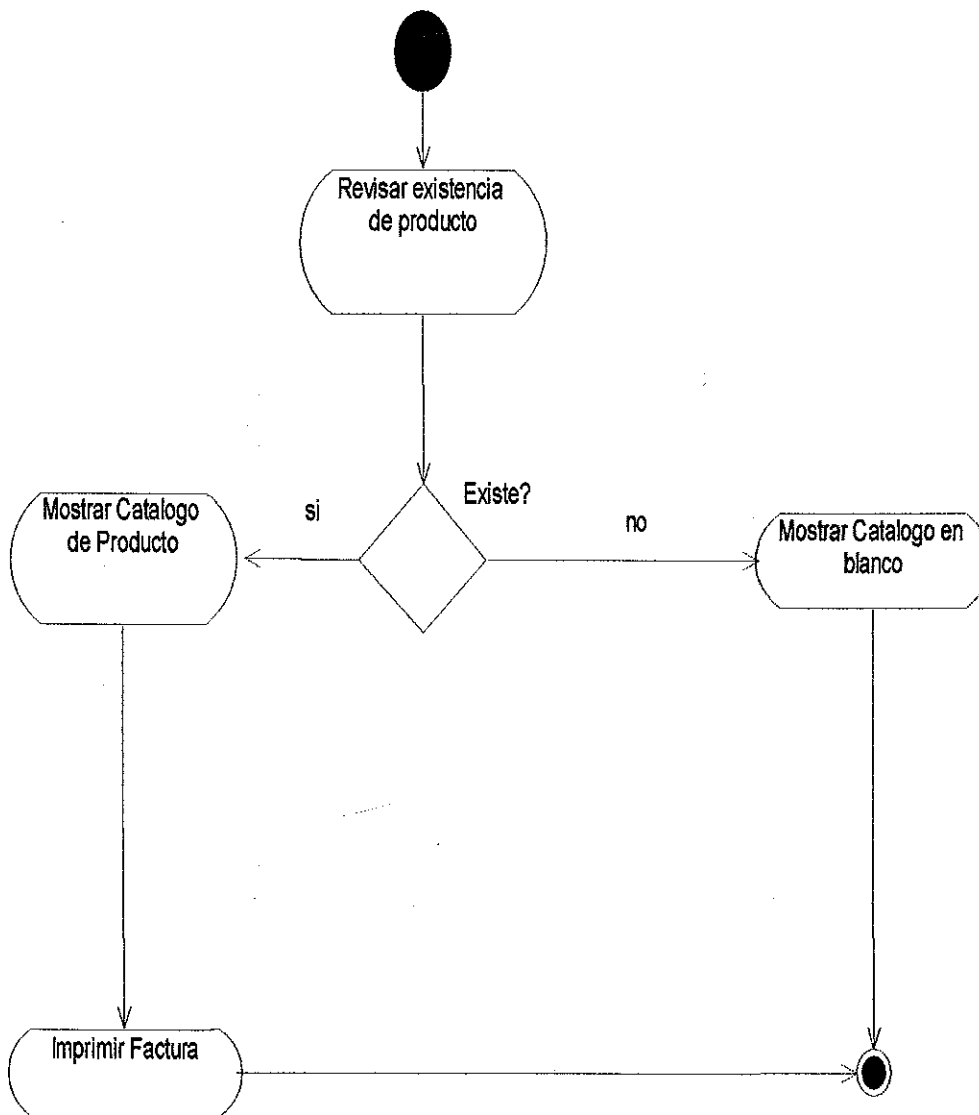 Revisar existencia
de producto
Existe?
si
no
Mostrar Catalogo
de Producto
Mostrar Catalogo en
blanco
Imprimir Factura